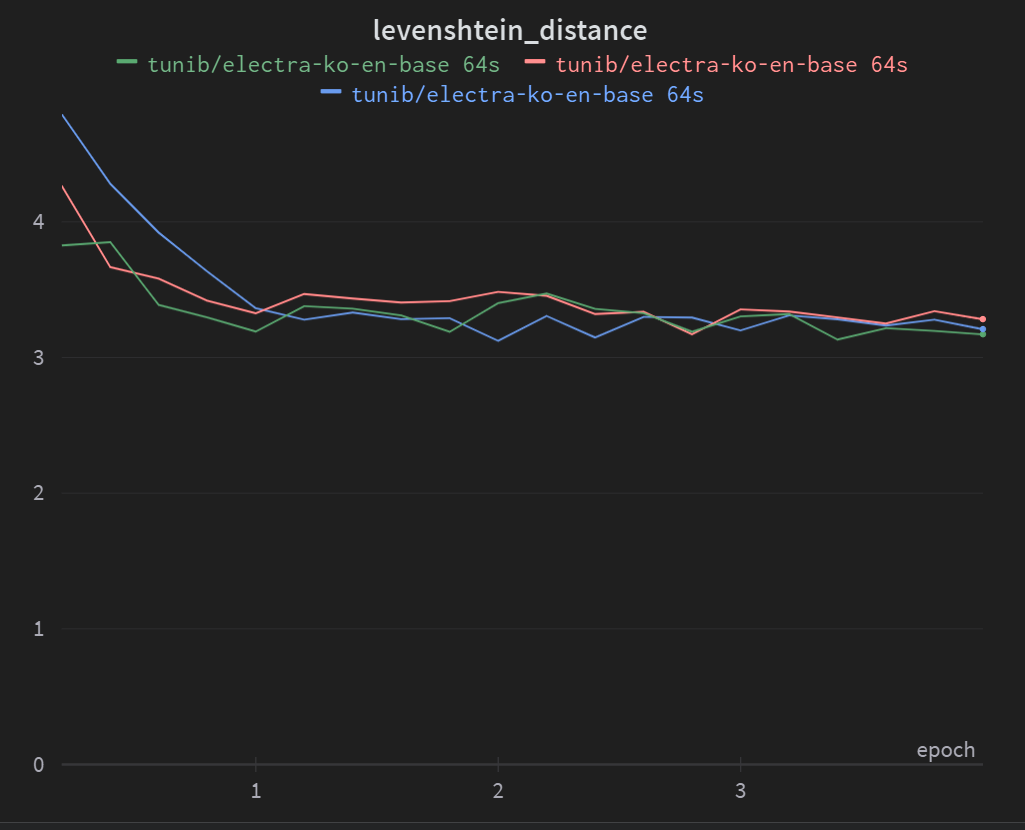 levenshtein_distance
tunib/electra-ko-en-base 64s tunib/electra-ko-en-base 64s
tunib/electra-ko-en-base 64s
4
3
2
1
0
epoch
1 2 3